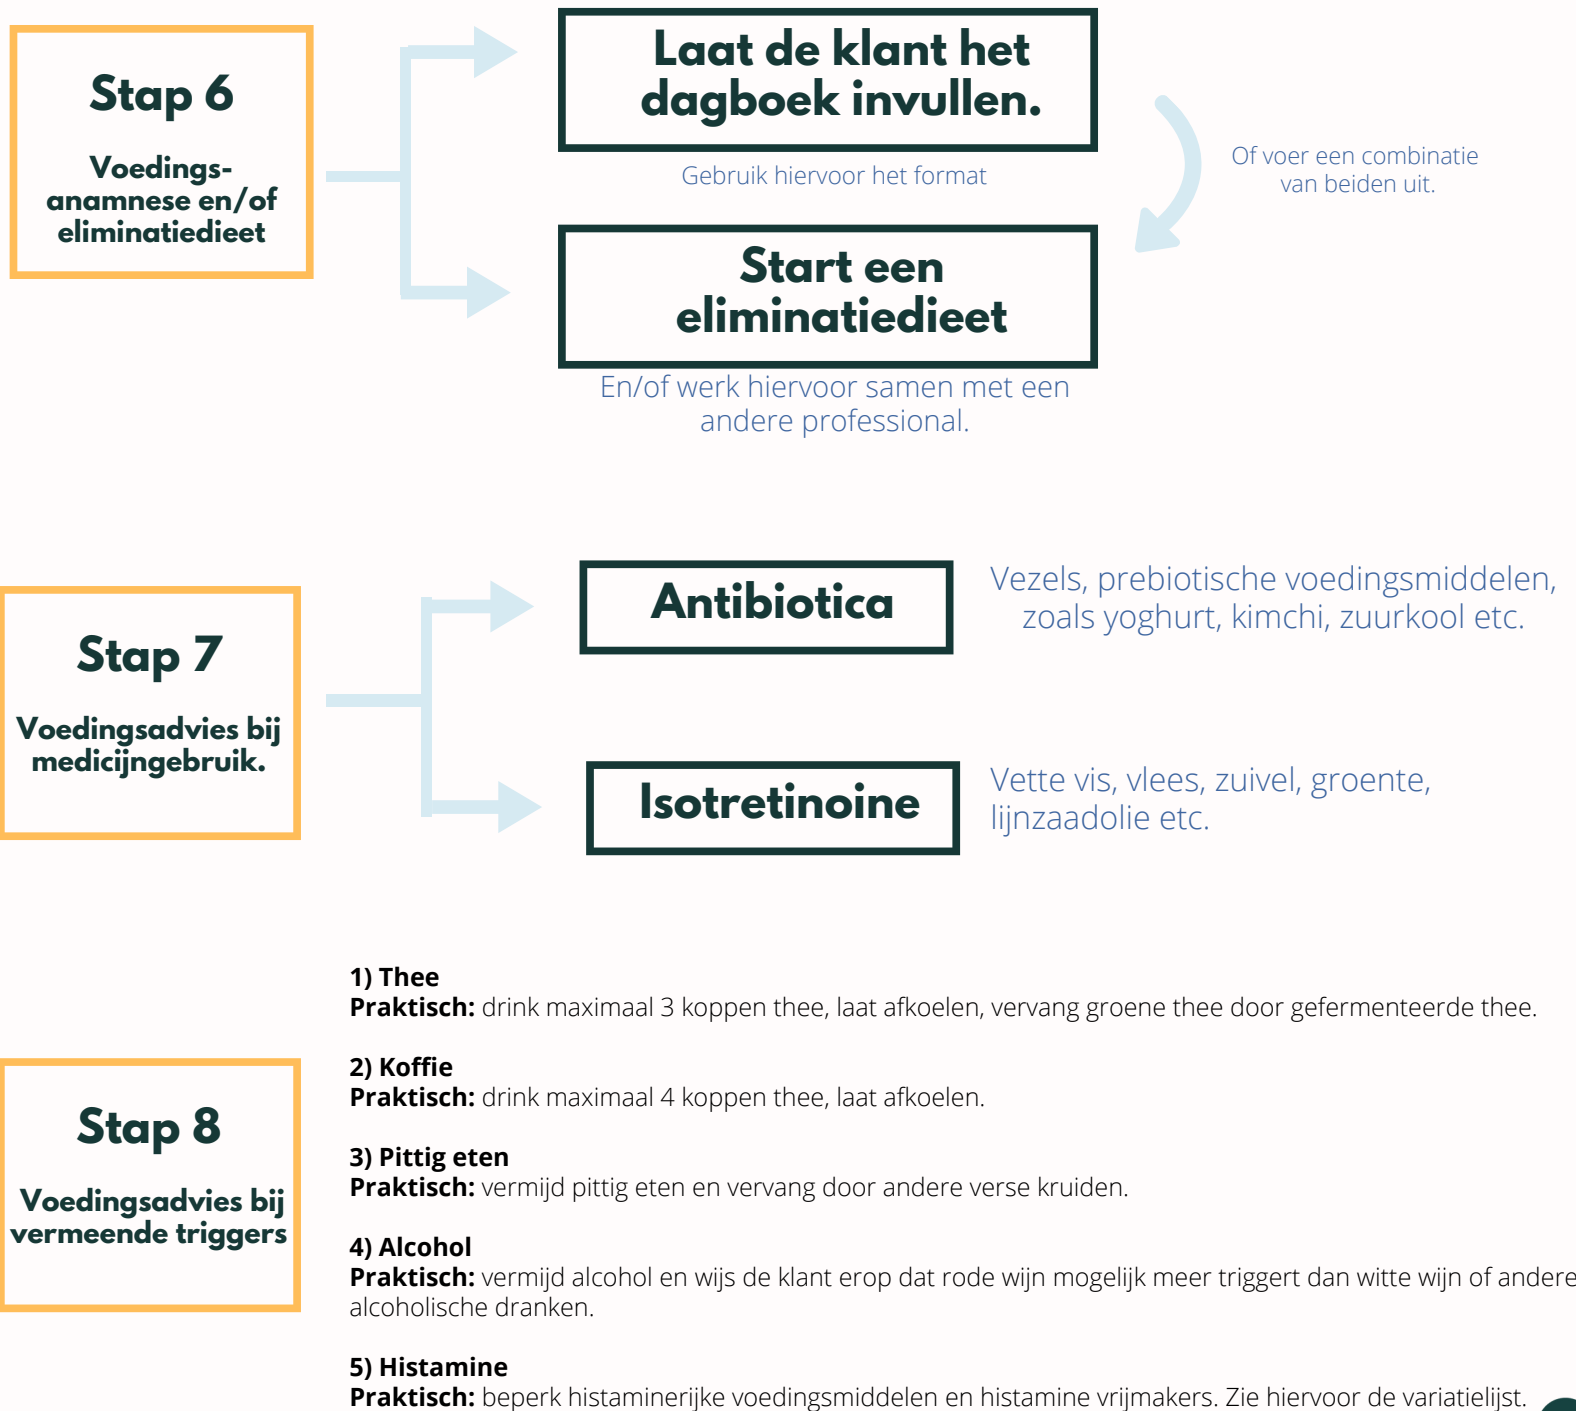 Stap 6
Voedings-
anamnese en/of
eliminatiedieet
Laat de klant het
dagboek invullen.
Gebruik hiervoor het format
Of voer een combinatie
van beiden uit.
Start een
eliminatiedieet
En/of werk hiervoor samen met een
andere professional.
Stap 7
Voedingsadvies bij
medicijngebruik.
Antibiotica
Vezels, prebiotische voedingsmiddelen,
zoals yoghurt, kimchi, zuurkool etc.
Isotretinoine
Vette vis, vlees, zuivel, groente,
lijnzaadolie etc.
Stap 8
Voedingsadvies bij
vermeende triggers
1) Thee
Praktisch: drink maximaal 3 koppen thee, laat afkoelen, vervang groene thee door gefermenteerde thee.
2) Koffie
Praktisch: drink maximaal 4 koppen thee, laat afkoelen.
3) Pittig eten
Praktisch: vermijd pittig eten en vervang door andere verse kruiden.
4) Alcohol
Praktisch: vermijd alcohol en wijs de klant erop dat rode wijn mogelijk meer triggert dan witte wijn of andere
alcoholische dranken.
5) Histamine
Praktisch: beperk histaminerijke voedingsmiddelen en histamine vrijmakers. Zie hiervoor de variatielijst.